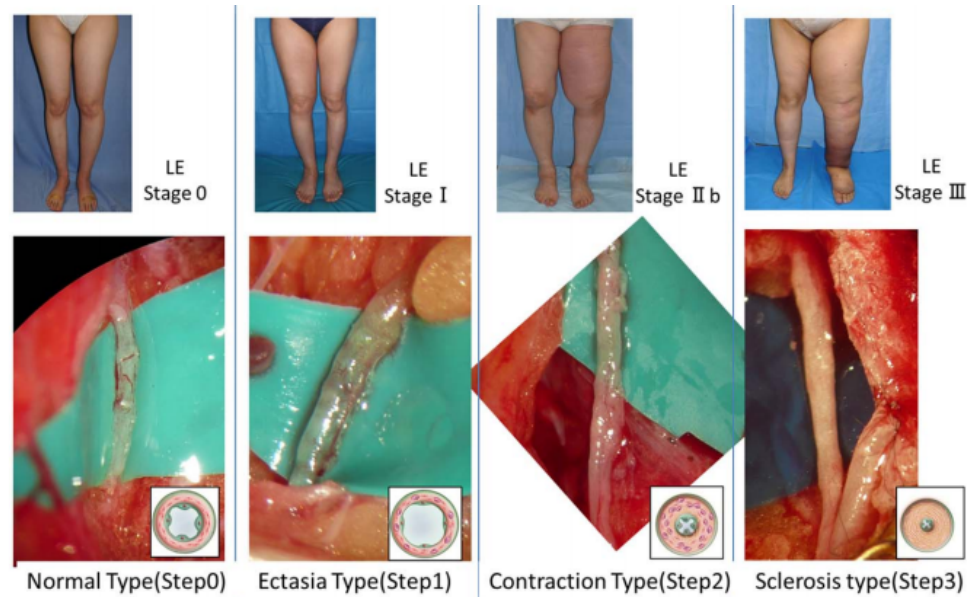 LE
Stage 0
LE
Stage Ⅰ
LE
Stage Ⅱ b
LE
Stage Ⅲ
Normal Type(Step0)
Ectasia Type(Step1)
Contraction Type(Step2)
Sclerosis type(Step3)